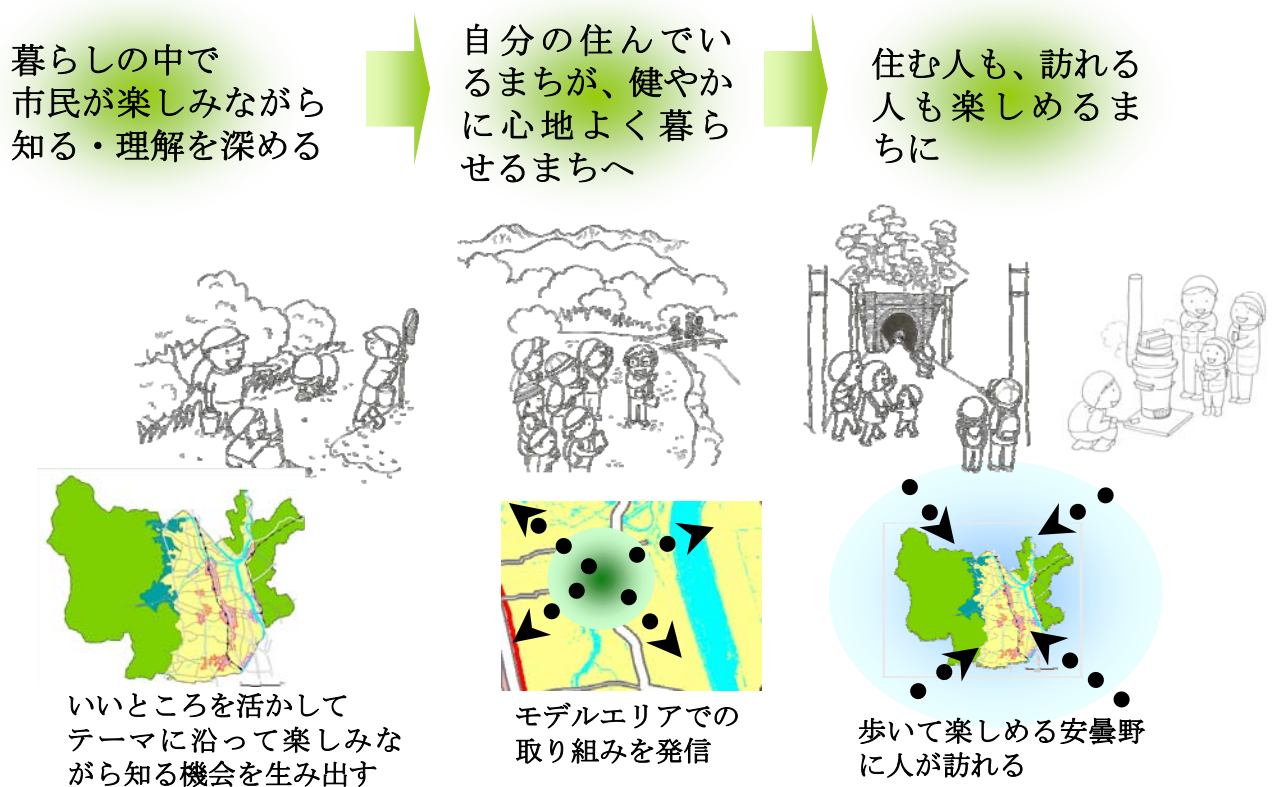 暮らしの中で
市民が楽しみながら
知る・理解を深める
自分の住んでい
るまちが、健やか
に心地よく暮ら
せるまちへ
住む人も、訪れる
人も楽しめるま
ちに
いいところを活かして
テーマに沿って楽しみな
がら知る機会を生み出す
モデルエリアでの
取り組みを発信
歩いて楽しめる安曇野
に人が訪れる